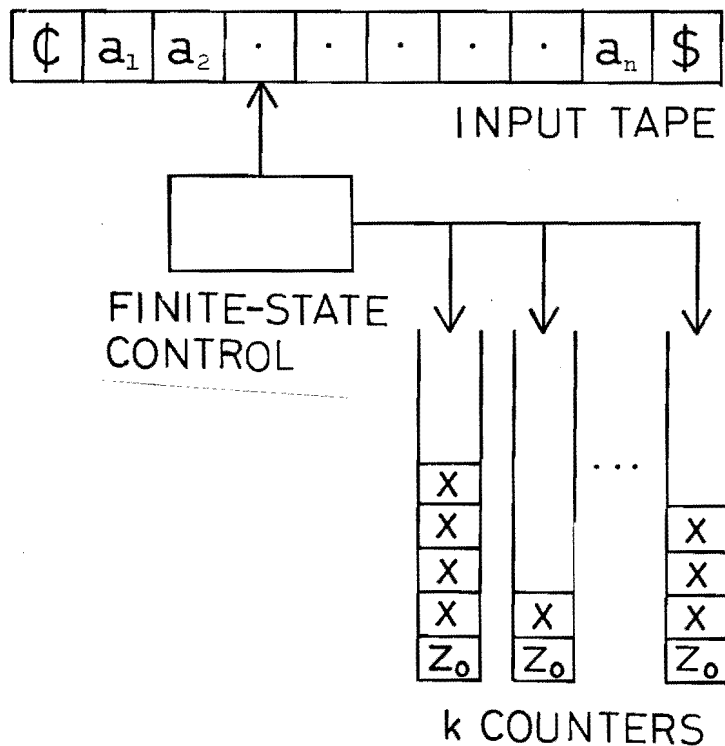 ¢ a₁ a₂ · · · · · aₙ $
INPUT TAPE
FINITE-STATE
CONTROL
...
X
X X
X X
X X X
Z₀ Z₀ Z₀
k COUNTERS